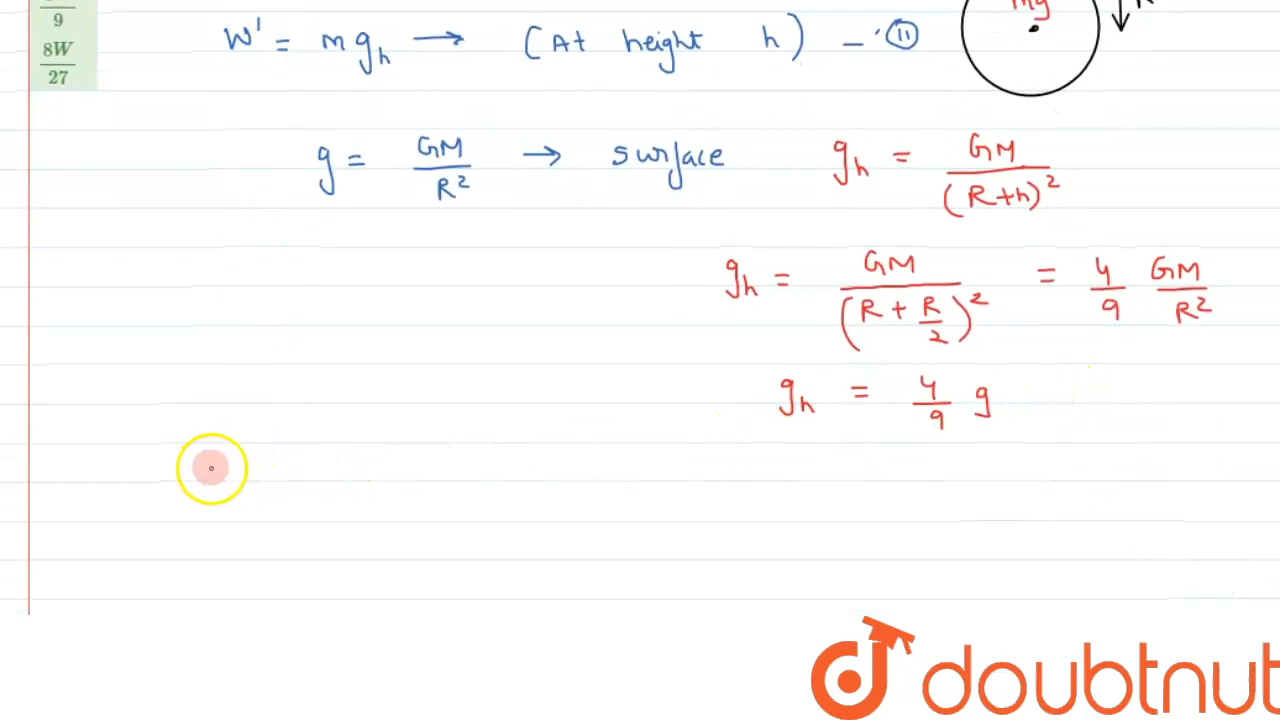 9
8W
27
mg
W' = mg_h → (At height h) – (11)
g = GM/R² → surface g_h = GM/(R+h)²
g_h = GM/(R + R/2)² = 4/9 GM/R²
g_h = 4/9 g
doubtnut